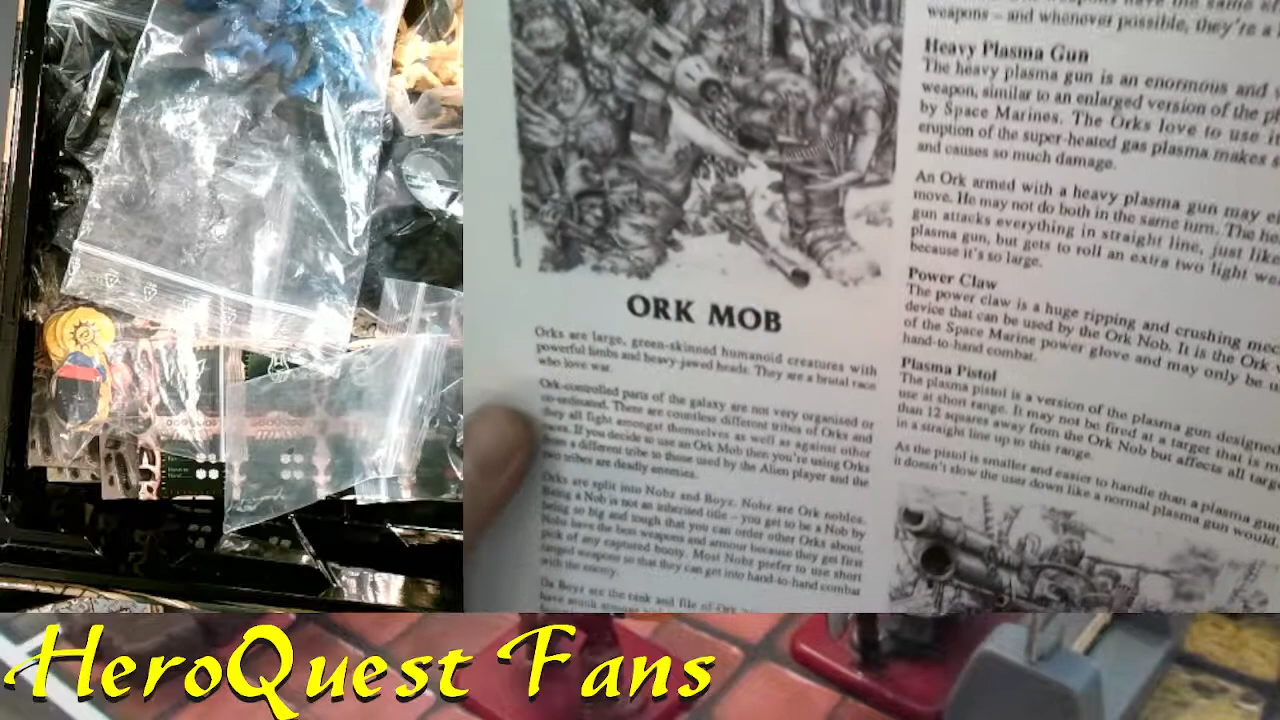 ORK MOB
Orks are large, green-skinned humanoid creatures with
powerful limbs and heavy-jawed heads. They are a brutal race
who love war.
Ork-controlled parts of the galaxy are not very organised or
co-ordinated. There are countless different tribes of Orks and
they all fight amongst themselves as well as against other
races. If you decide to use an Ork Mob then you're using Orks
from a different tribe to those used by the Alien player and the
two tribes are deadly enemies.
Orks are split into Nobz and Boyz. Nobz are Ork nobles.
Being a Nob is not an inherited title – you get to be a Nob by
being so big and tough that you can order other Orks about.
Nobz have the best weapons and armour because they get first
pick of any captured booty. Most Nobz prefer to use short
ranged weapons so that they can get into hand-to-hand combat
with the enemy.
Da Boyz are the rank and file of Ork
have much
weapons – and whenever possible, they're a
Heavy Plasma Gun
The heavy plasma gun is an enormous and
weapon, similar to an enlarged version of the
by Space Marines. The Orks love to use
eruption of the super-heated gas plasma makes
and causes so much damage.
An Ork armed with a heavy plasma gun may
move. He may not do both in the same turn. The
gun attacks everything in straight line, just like
plasma gun, but gets to roll an extra two light
because it's so large.
Power Claw
The power claw is a huge ripping and crushing
device that can be used by the Ork Nob. It is the Ork
of the Space Marine power glove and may only be
hand-to-hand combat.
Plasma Pistol
The plasma pistol is a version of the plasma gun designed
use at short range. It may not be fired at a target that is
than 12 squares away from the Ork Nob but affects all
in a straight line up to this range.
As the pistol is smaller and easier to handle than a plasma gun
it doesn't slow the user down like a normal plasma gun would.
HeroQuest Fans